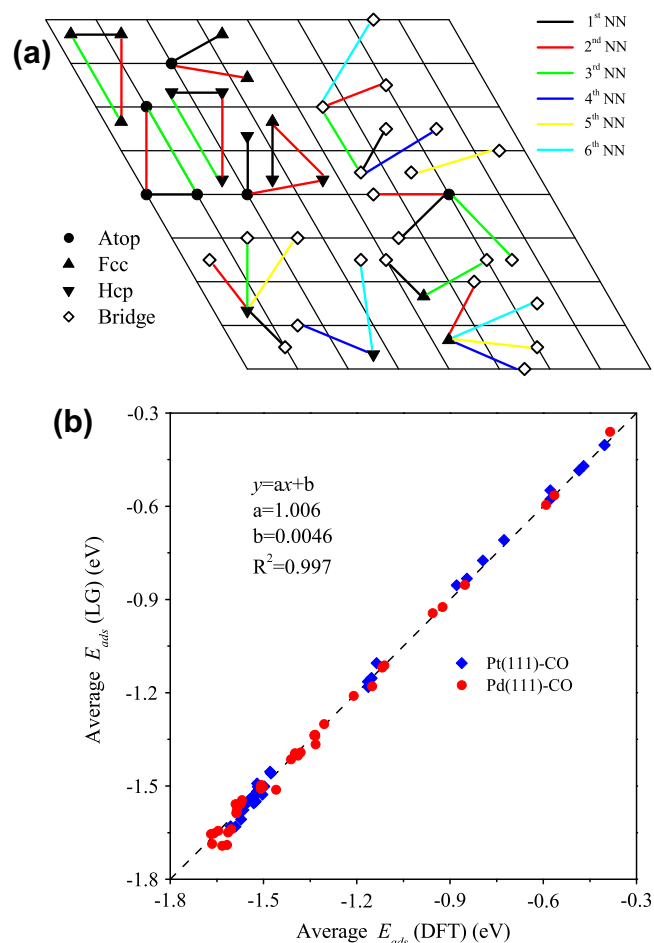 (a)
1st NN
2nd NN
3rd NN
4th NN
5th NN
6th NN
Atop
Fcc
Hcp
Bridge
(b)
-0.3
-0.6
-0.9
-1.2
-1.5
-1.8
Average Eads (LG) (eV)
y=ax+b
a=1.006
b=0.0046
R2=0.997
Pt(111)-CO
Pd(111)-CO
-1.8 -1.5 -1.2 -0.9 -0.6 -0.3
Average Eads (DFT) (eV)